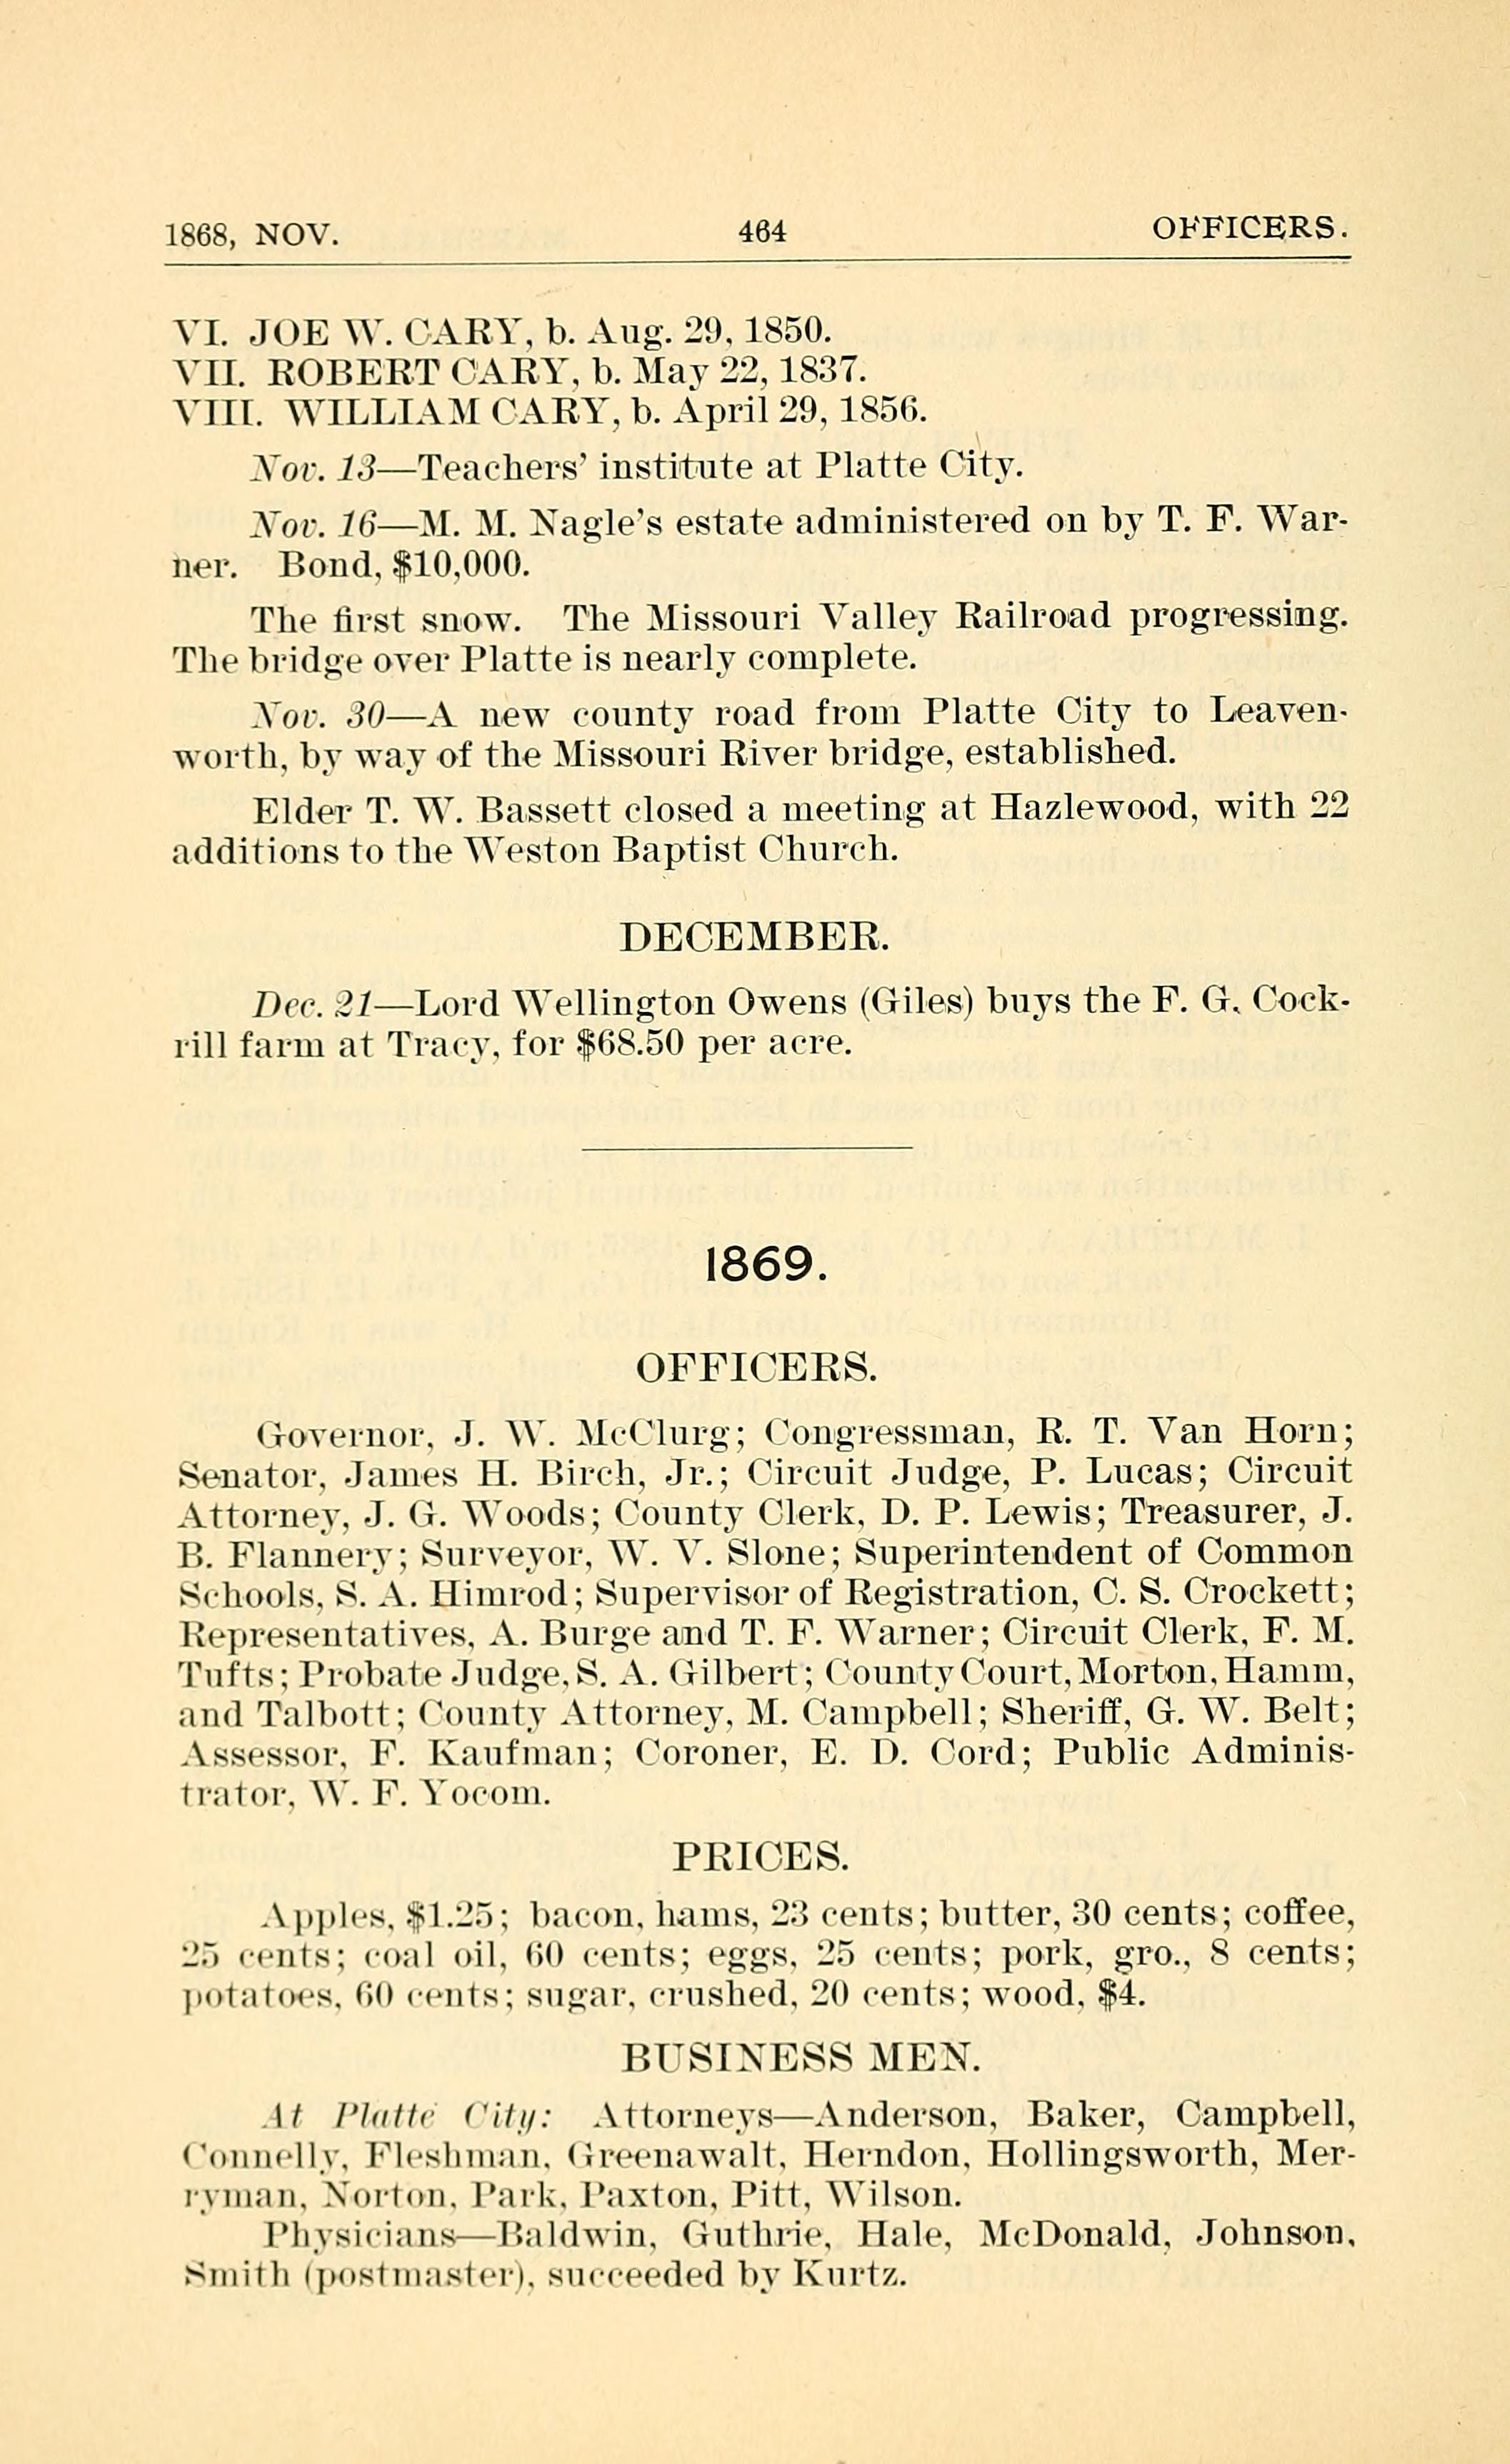 1868, NOV. 464 OFFICERS.
VI. JOE W. CARY, b. Aug. 29, 1850.
VII. ROBERT CARY, b. May 22, 1837.
VIII. WILLIAM CARY, b. April 29, 1856.
Nov. 13—Teachers' institute at Platte City.
Nov. 16—M. M. Nagle's estate administered on by T. F. War-
ner. Bond, $10,000.
The first snow. The Missouri Valley Railroad progressing.
The bridge over Platte is nearly complete.
Nov. 30—A new county road from Platte City to Leaven-
worth, by way of the Missouri River bridge, established.
Elder T. W. Bassett closed a meeting at Hazlewood, with 22
additions to the Weston Baptist Church.
DECEMBER.
Dec. 21—Lord Wellington Owens (Giles) buys the F. G. Cock-
rill farm at Tracy, for $68.50 per acre.
1869.
OFFICERS.
Governor, J. W. McClurg; Congressman, R. T. Van Horn;
Senator, James H. Birch, Jr.; Circuit Judge, P. Lucas; Circuit
Attorney, J. G. Woods; County Clerk, D. P. Lewis; Treasurer, J.
B. Flannery; Surveyor, W. V. Slone; Superintendent of Common
Schools, S. A. Himrod; Supervisor of Registration, C. S. Crockett;
Representatives, A. Burge and T. F. Warner; Circuit Clerk, F. M.
Tufts; Probate Judge, S. A. Gilbert; County Court, Morton, Hamm,
and Talbott; County Attorney, M. Campbell; Sheriff, G. W. Belt;
Assessor, F. Kaufman; Coroner, E. D. Cord; Public Adminis-
trator, W. F. Yocom.
PRICES.
Apples, $1.25; bacon, hams, 23 cents; butter, 30 cents; coffee,
25 cents; coal oil, 60 cents; eggs, 25 cents; pork, gro., 8 cents;
potatoes, 60 cents; sugar, crushed, 20 cents; wood, $4.
BUSINESS MEN.
At Platte City: Attorneys—Anderson, Baker, Campbell,
Connelly, Fleshman, Greenawalt, Herndon, Hollingsworth, Mer-
ryman, Norton, Park, Paxton, Pitt, Wilson.
Physicians—Baldwin, Guthrie, Hale, McDonald, Johnson,
Smith (postmaster), succeeded by Kurtz.